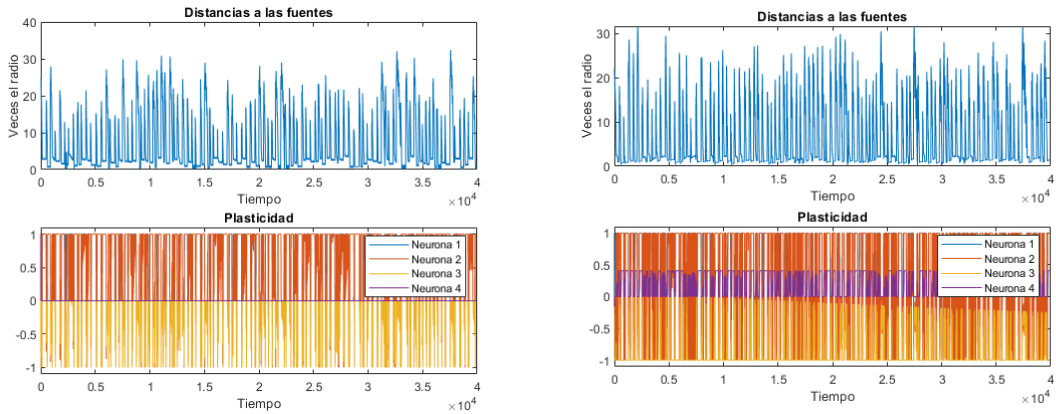 Distancias a las fuentes
40
30
20
10
0
Veces el radio
0 0.5 1 1.5 2 2.5 3 3.5 4
Tiempo
×10^4
Plasticidad
1
0.5
0
-0.5
-1
Neurona 1
Neurona 2
Neurona 3
Neurona 4
0 0.5 1 1.5 2 2.5 3 3.5 4
Tiempo
×10^4
Distancias a las fuentes
30
20
10
0
Veces el radio
0 0.5 1 1.5 2 2.5 3 3.5 4
Tiempo
×10^4
Plasticidad
1
0.5
0
-0.5
-1
Neurona 1
Neurona 2
Neurona 3
Neurona 4
0 0.5 1 1.5 2 2.5 3 3.5 4
Tiempo
×10^4